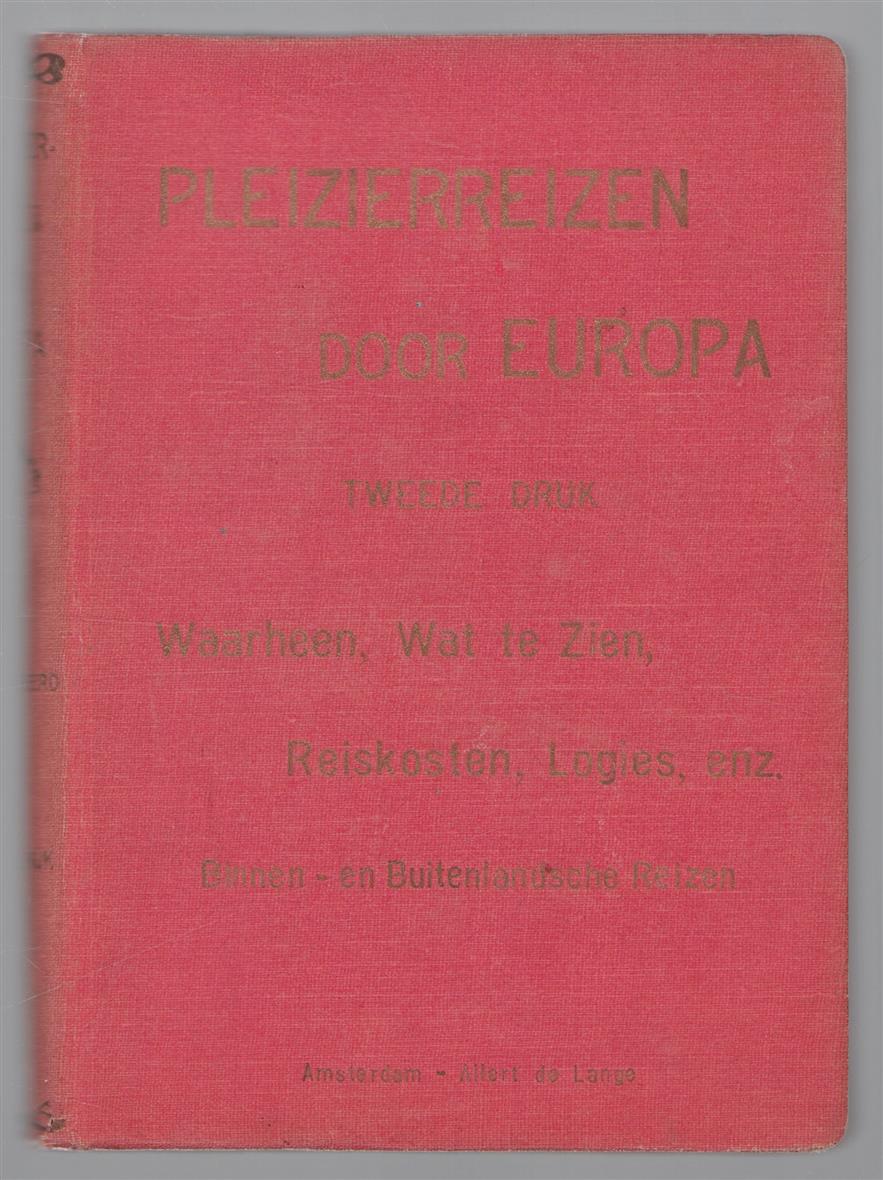 PLEIZIERREIZEN
DOOR EUROPA
TWEEDE DRUK
Waarheen, Wat te Zien,
Reiskosten, Logies, enz.
Binnen - en Buitenlandsche Reizen
Amsterdam - Allert de Lange